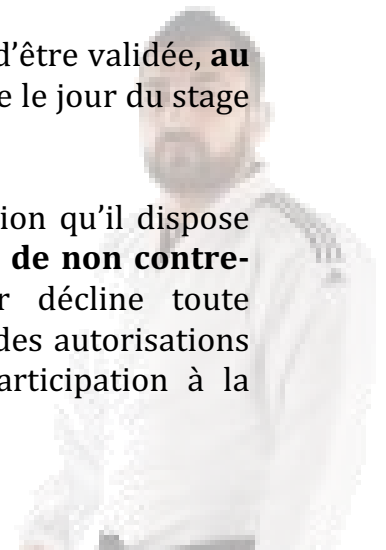 d’être validée, au
e le jour du stage
ion qu’il dispose
de non contre-
r décline toute
des autorisations
articipation à la